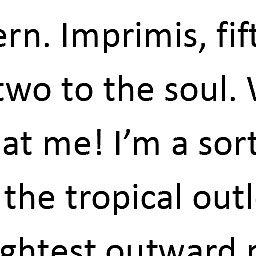 ern. Imprimis, fift
two to the soul. W
at me! I’m a sort
the tropical outl
ghtest outward r